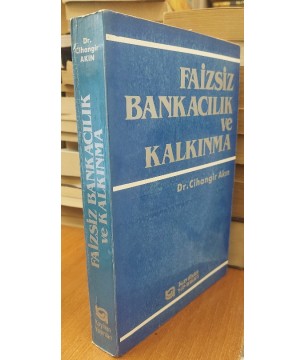 Dr.
Cihangir
AKIN
FAİZSİZ BANKACILIK
ve KALKINMA
FAİZSİZ
BANKACILIK
ve
KALKINMA
Dr. Cihangir Akın